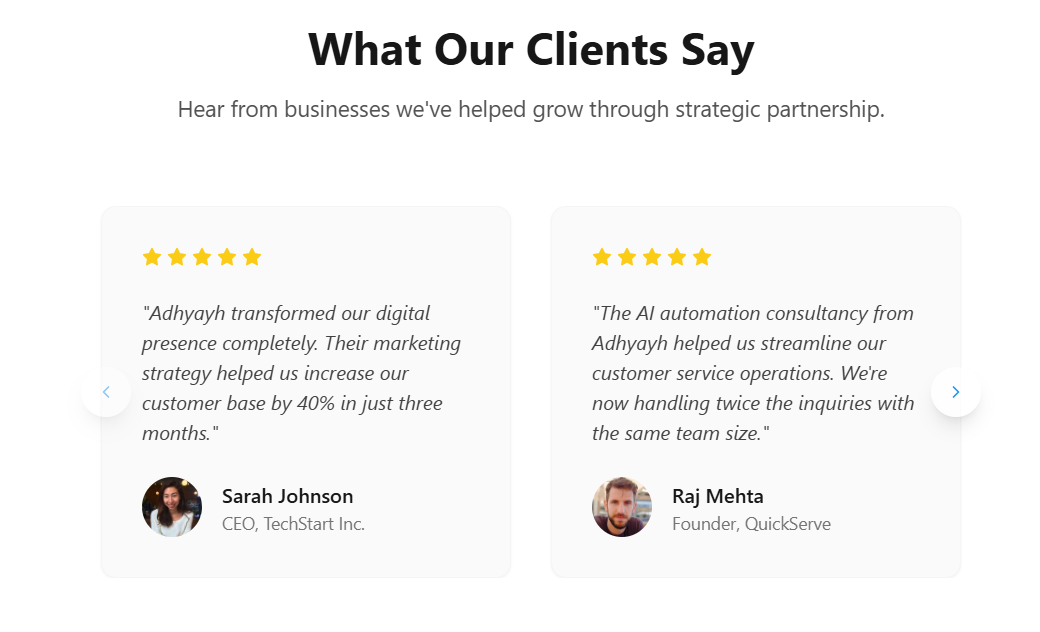 What Our Clients Say
Hear from businesses we've helped grow through strategic partnership.
"Adhyayh transformed our digital
presence completely. Their marketing
strategy helped us increase our
customer base by 40% in just three
months."
Sarah Johnson
CEO, TechStart Inc.
"The AI automation consultancy from
Adhyayh helped us streamline our
customer service operations. We're
now handling twice the inquiries with
the same team size."
Raj Mehta
Founder, QuickServe